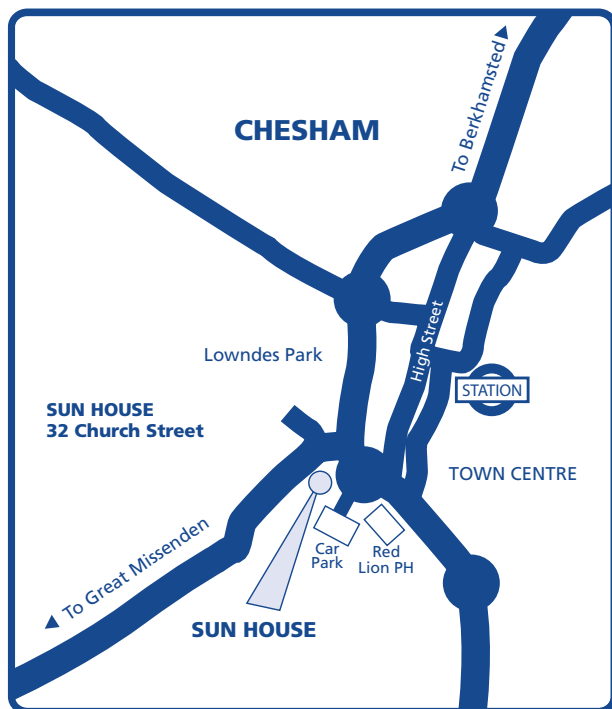 To Berkhamsted
CHESHAM
High Street
Lowndes Park
STATION
SUN HOUSE
32 Church Street
TOWN CENTRE
To Great Missenden
Car
Park
Red
Lion PH
SUN HOUSE